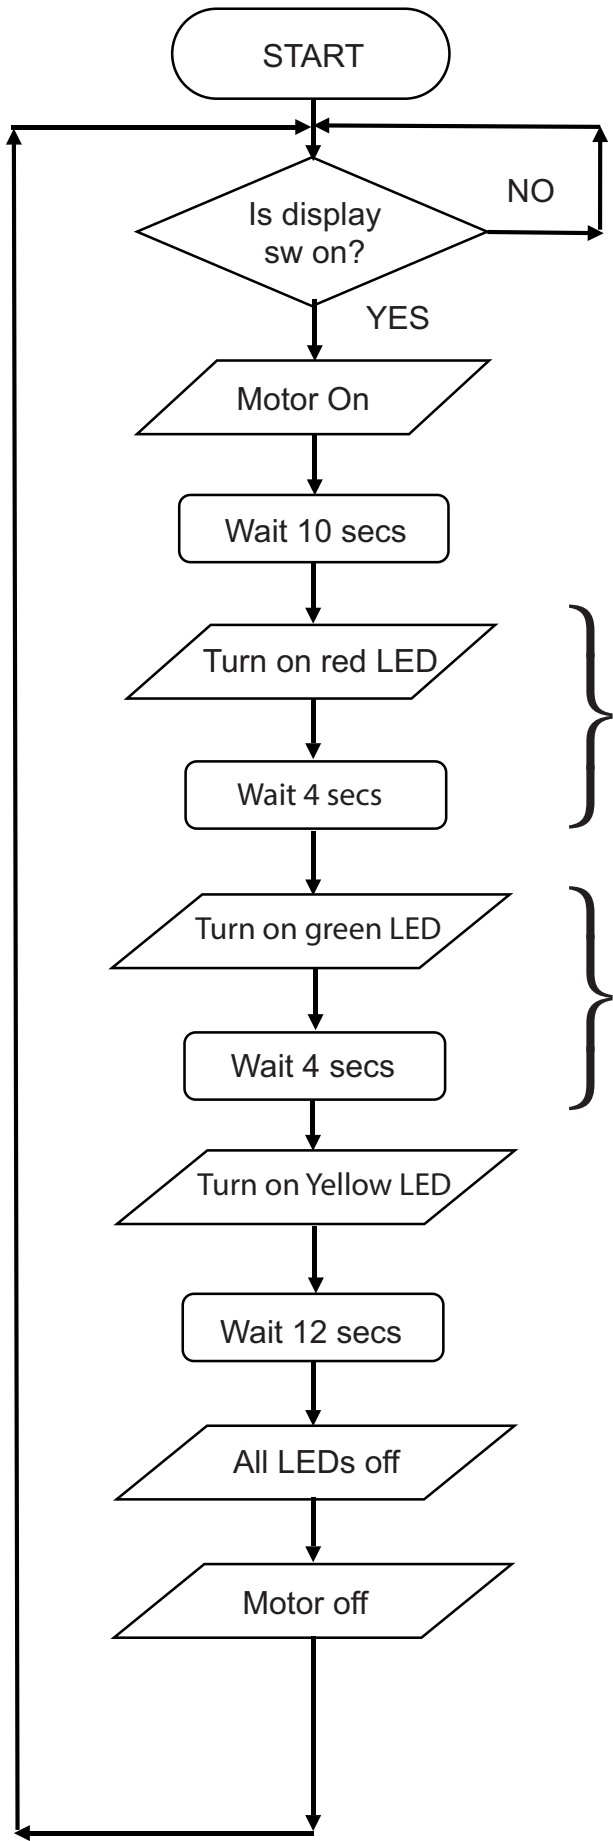 START
Is display
sw on?
NO
YES
Motor On
Wait 10 secs
Turn on red LED
Wait 4 secs
Turn on green LED
Wait 4 secs
Turn on Yellow LED
Wait 12 secs
All LEDs off
Motor off